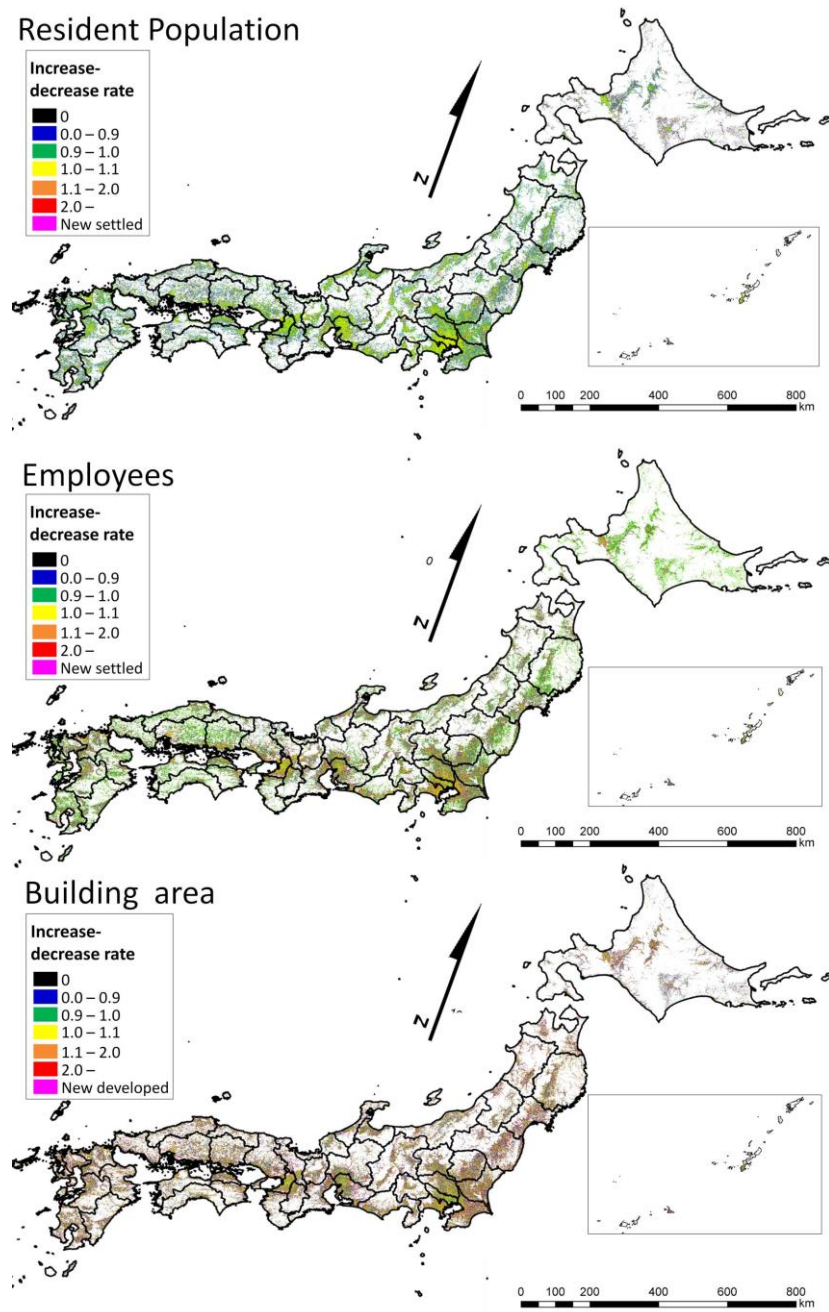 Resident Population
Increase-
decrease rate
0
0.0 – 0.9
0.9 – 1.0
1.0 – 1.1
1.1 – 2.0
2.0 –
New settled
N
0 100 200 400 600 800
km
Employees
Increase-
decrease rate
0
0.0 – 0.9
0.9 – 1.0
1.0 – 1.1
1.1 – 2.0
2.0 –
New settled
N
0 100 200 400 600 800
km
Building area
Increase-
decrease rate
0
0.0 – 0.9
0.9 – 1.0
1.0 – 1.1
1.1 – 2.0
2.0 –
New developed
N
0 100 200 400 600 800
km